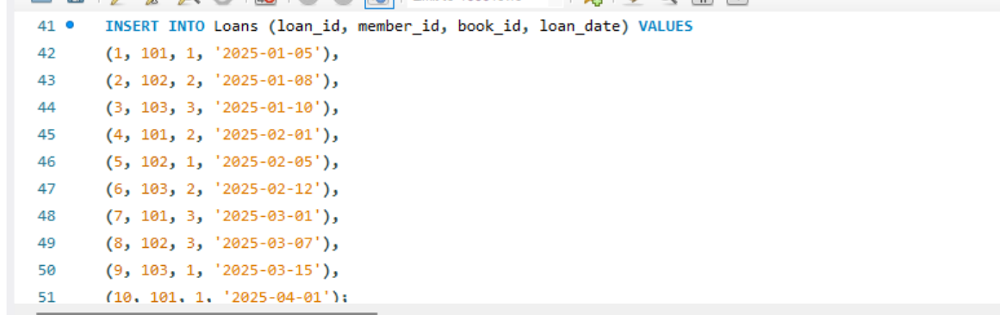 41 INSERT INTO Loans (loan_id, member_id, book_id, loan_date) VALUES
42 (1, 101, 1, '2025-01-05'),
43 (2, 102, 2, '2025-01-08'),
44 (3, 103, 3, '2025-01-10'),
45 (4, 101, 2, '2025-02-01'),
46 (5, 102, 1, '2025-02-05'),
47 (6, 103, 2, '2025-02-12'),
48 (7, 101, 3, '2025-03-01'),
49 (8, 102, 3, '2025-03-07'),
50 (9, 103, 1, '2025-03-15'),
51 (10, 101, 1, '2025-04-01');